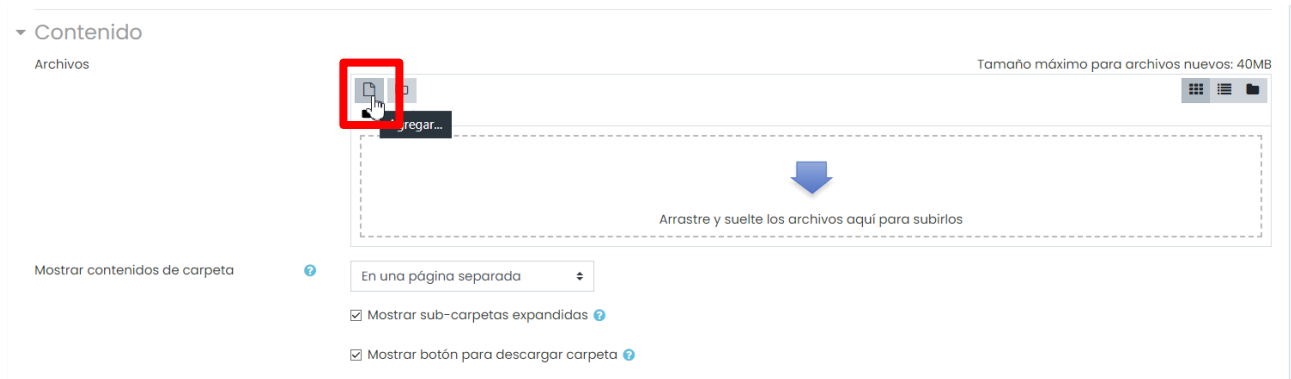 Contenido
Archivos
Tamaño máximo para archivos nuevos: 40MB
Agregar...
Arrastre y suelte los archivos aquí para subirlos
Mostrar contenidos de carpeta
En una página separada
Mostrar sub-carpetas expandidas
Mostrar botón para descargar carpeta